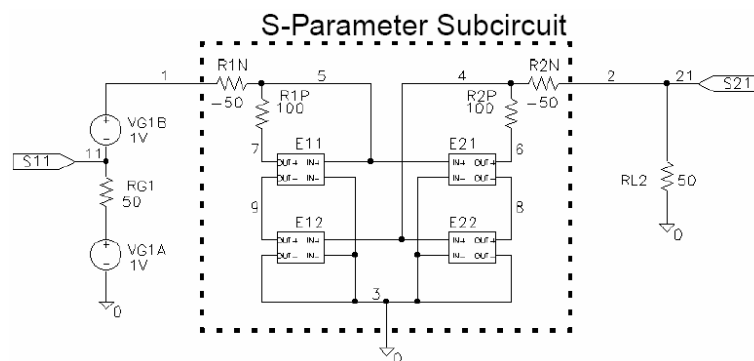 S-Parameter Subcircuit
1
R1N
-50
5
4
R2N
-50
2
21
S21
R1P
100
R2P
100
VG1B
1V
S11
11
RG1
50
VG1A
1V
0
7
E11
OUT+ IN+
OUT- IN-
E21
IN+ OUT+
IN- OUT-
6
9
E12
OUT+ IN+
OUT- IN-
E22
IN+ OUT+
IN- OUT-
8
RL2
50
0
3
0